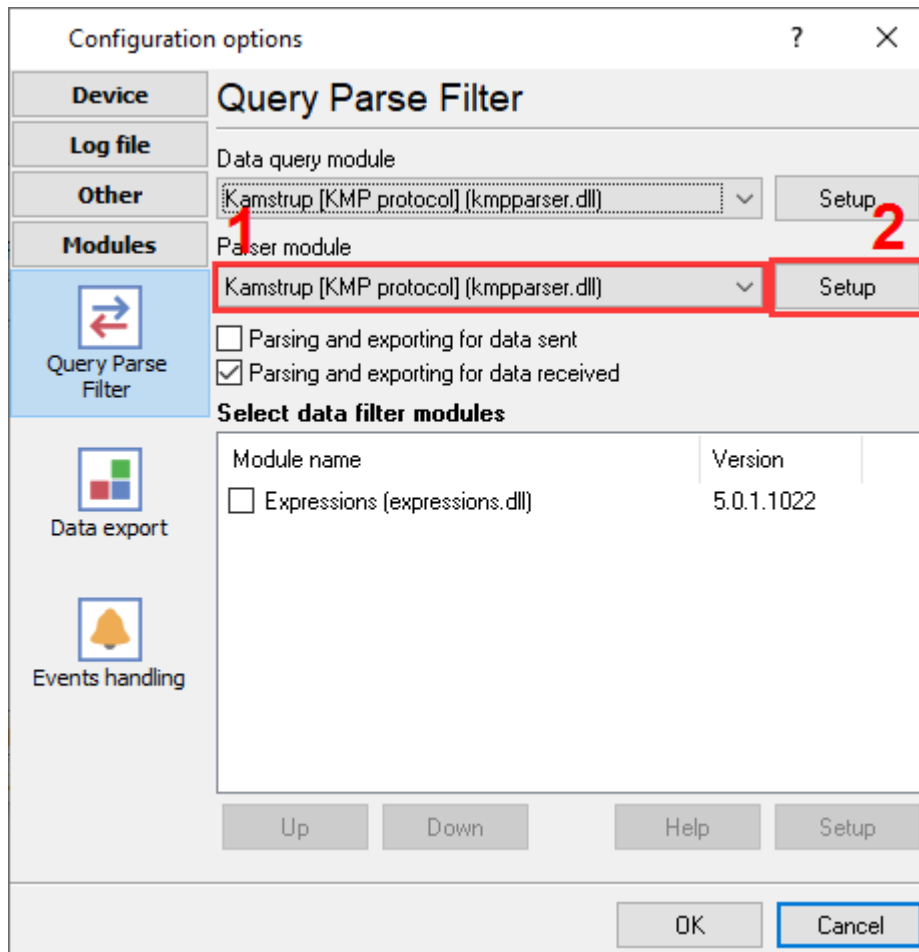 Configuration options
?
Device
Log file
Other
Modules
Query Parse
Filter
Data export
Events handling
Query Parse Filter
Data query module
Kamstrup [KMP protocol] (kmpparser.dll)
Setup
1
2
Parser module
Kamstrup [KMP protocol] (kmpparser.dll)
Setup
Parsing and exporting for data sent
Parsing and exporting for data received
Select data filter modules
Module name Version
Expressions (expressions.dll) 5.0.1.1022
Up Down Help Setup
OK Cancel